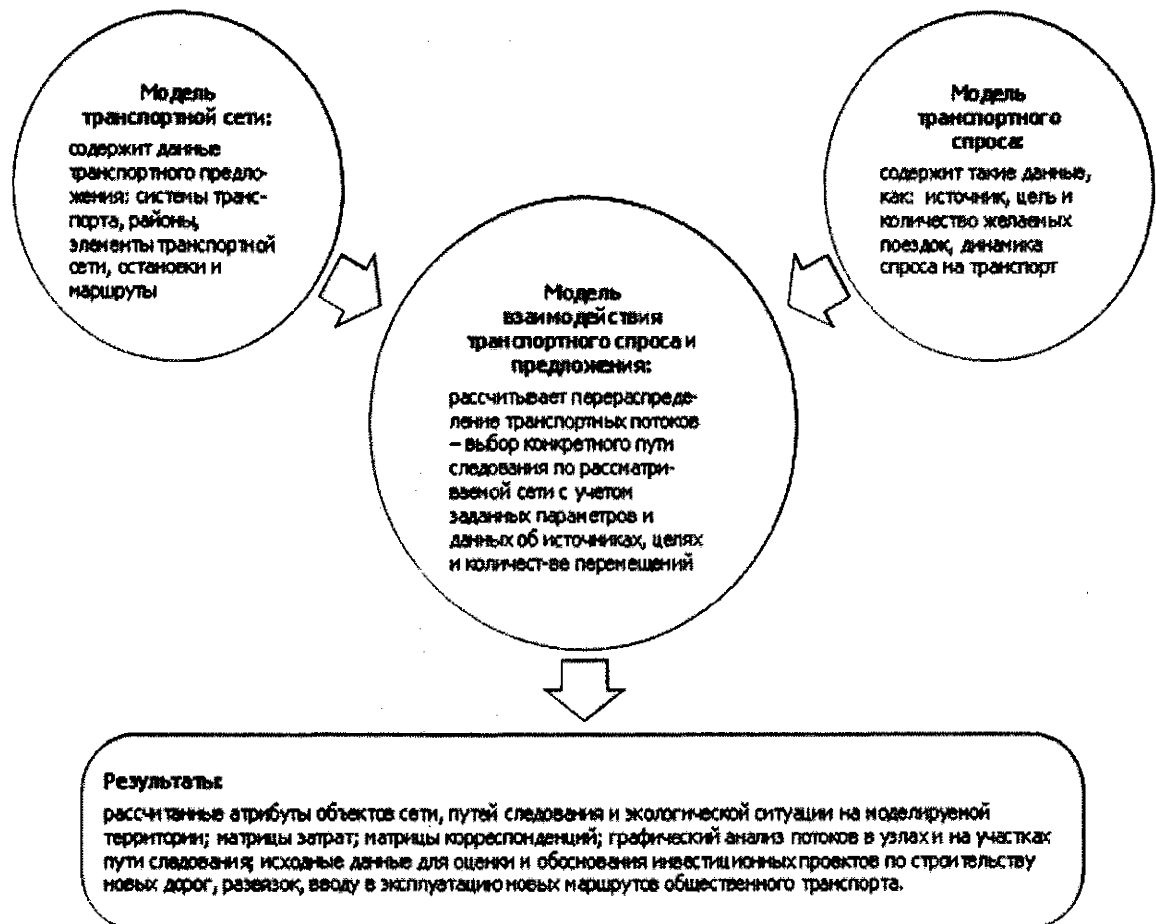 Модель
транспортной сети:
содержит данные
транспортного предло-
жения: системы транс-
порта, районы,
элементы транспортной
сети, остановки и
маршруты
Модель
транспортного
спроса:
содержит такие данные,
как: источник, цель и
количество желаемых
поездок, динамика
спроса на транспорт
Модель
взаимодействия
транспортного спроса и
предложения:
рассчитывает перераспреде-
ление транспортных потоков
– выбор конкретного пути
следования по рассматри-
ваемой сети с учетом
заданных параметров и
данных об источниках, целях
и количест-ве перемещений
Результаты:
рассчитанные атрибуты объектов сети, путей следования и экологической ситуации на моделируемой
территории; матрицы затрат; матрицы корреспонденций; графический анализ потоков в узлах и на участках
пути следования; исходные данные для оценки и обоснования инвестиционных проектов по строительству
новых дорог, развязок, вводу в эксплуатацию новых маршрутов общественного транспорта.